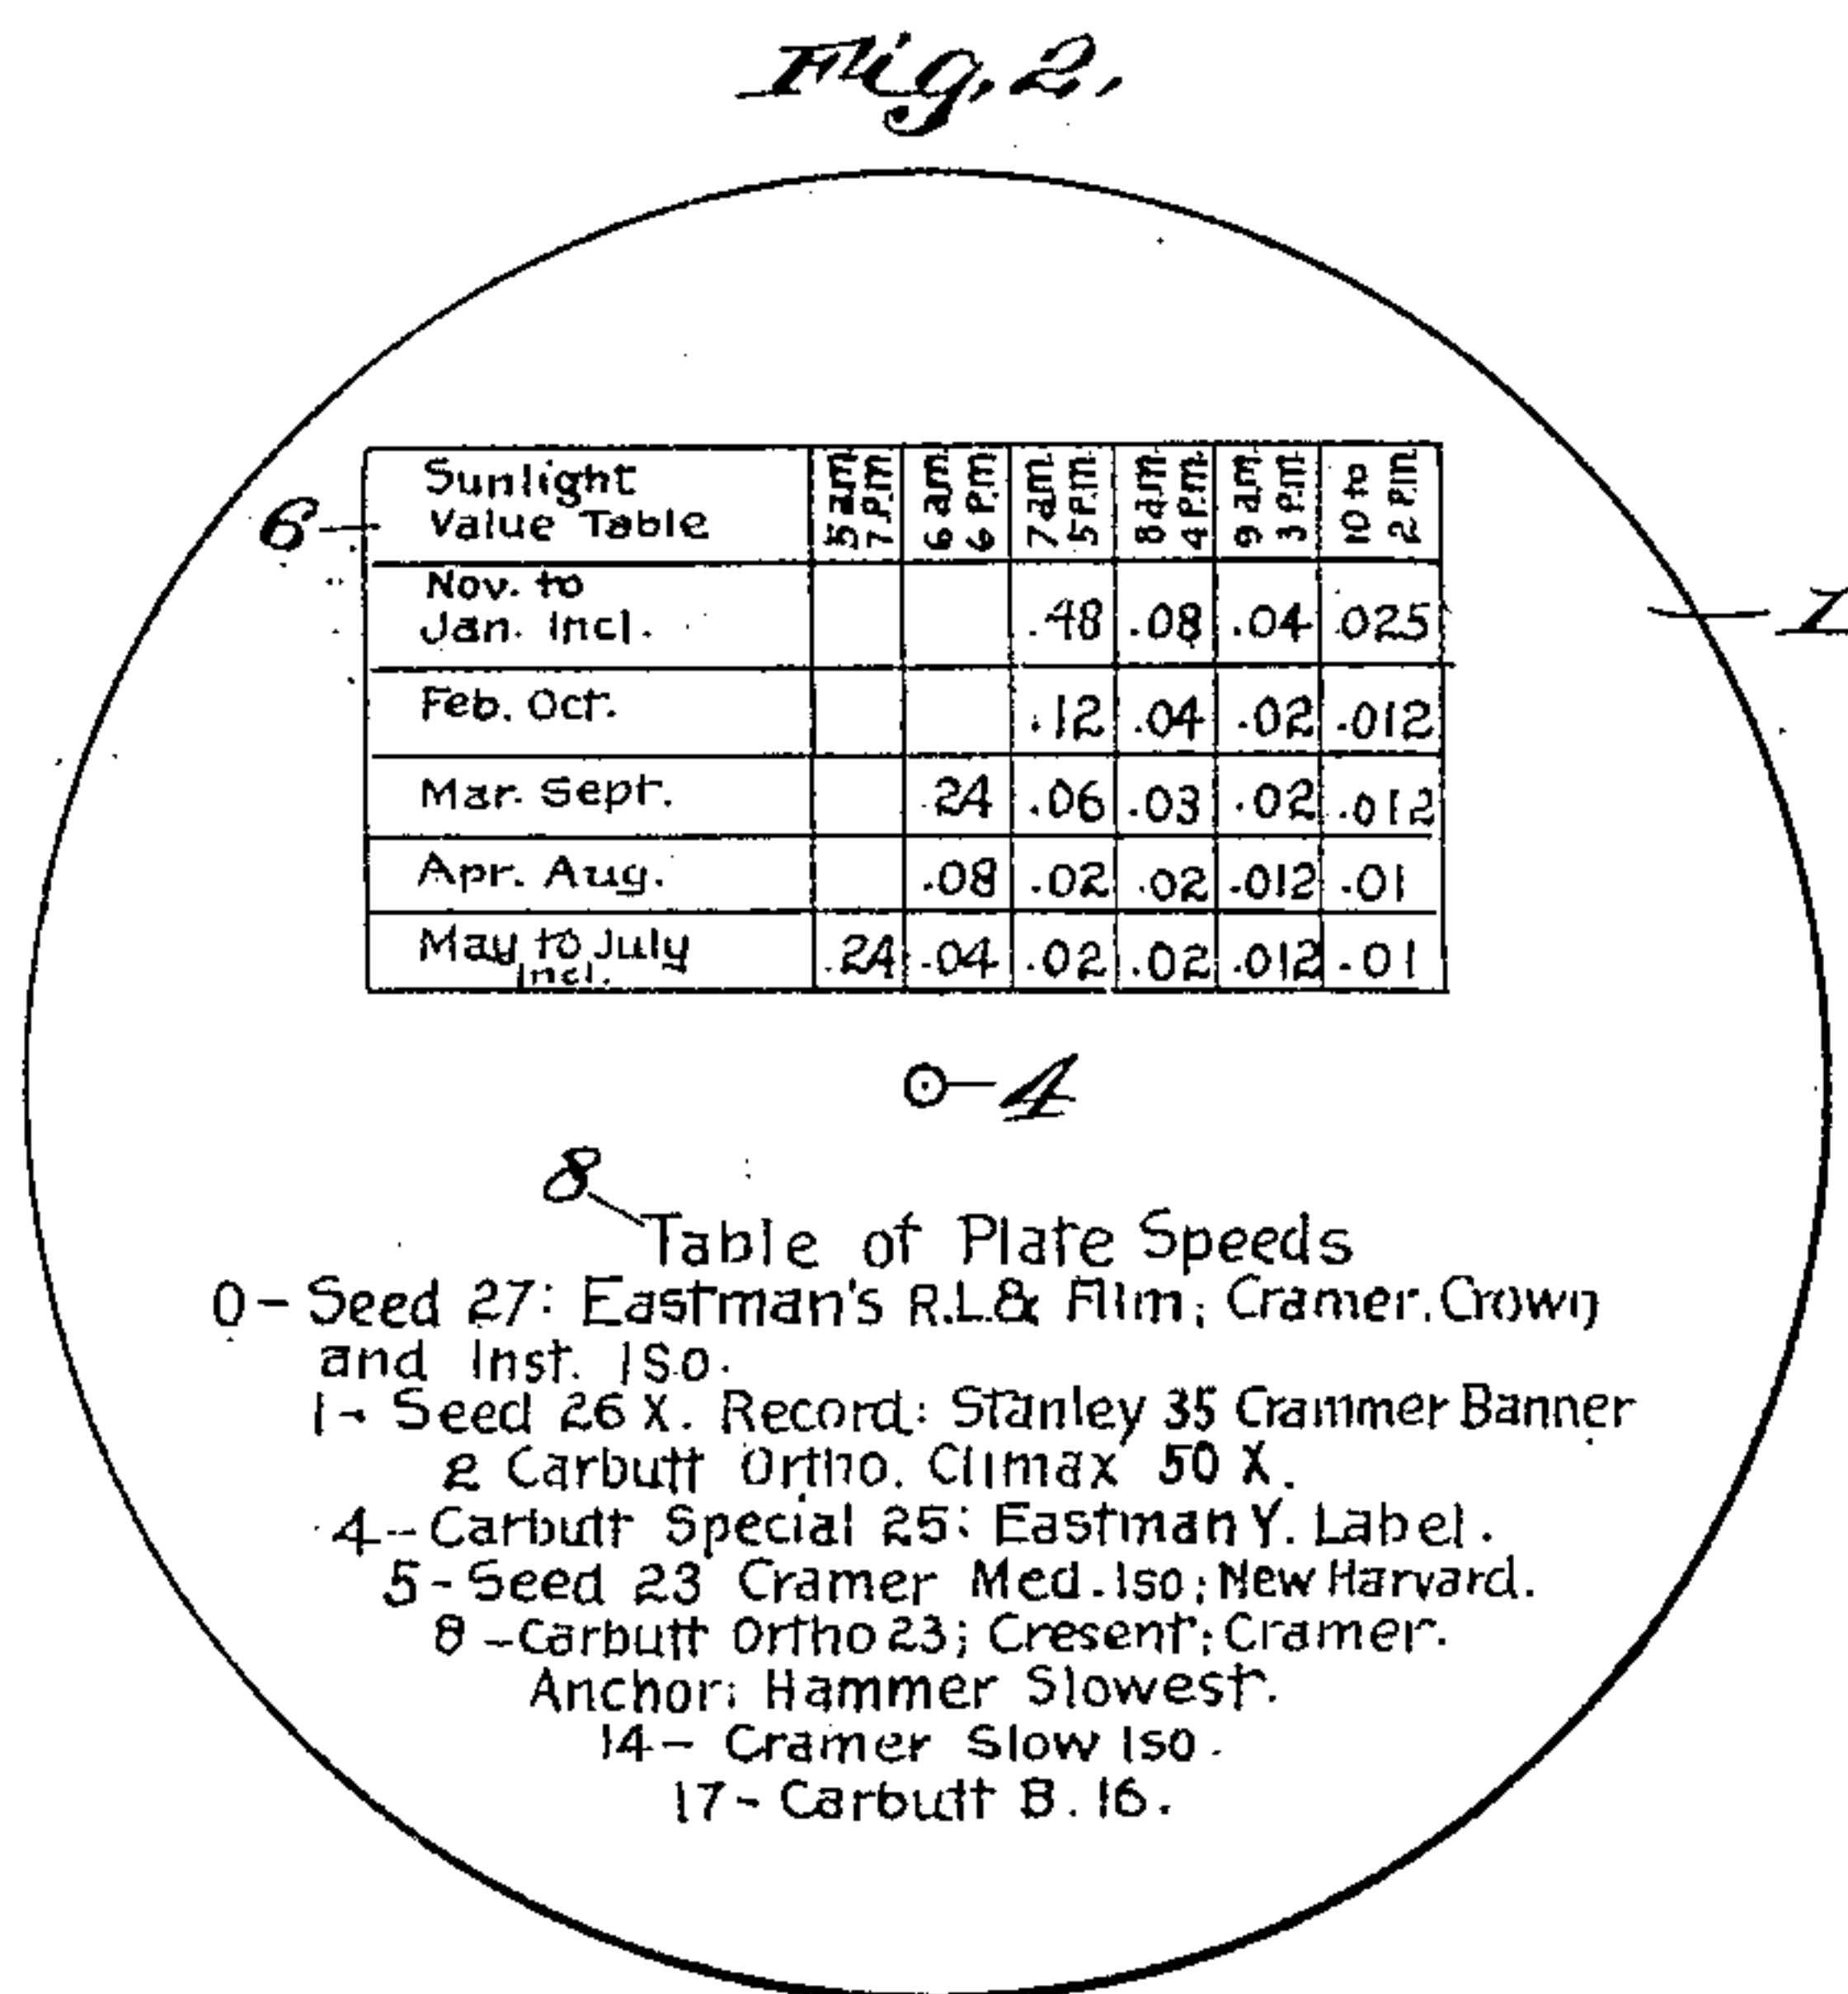 Fig. 2.
6
Sunlight Value Table | 5 a.m. 7 P.m. | 6 am. 6 P.m. | 7 am. 5 P.m. | 8 a.m. 4 P.m. | 9 am. 3 P.m. | 10 to 2 P.m.
Nov. to Jan. Incl. | | | .48 | .08 | .04 | .025
Feb. Oct. | | | .12 | .04 | .02 | .012
Mar. Sept. | | .24 | .06 | .03 | .02 | .012
Apr. Aug. | | .08 | .02 | .02 | .012 | .01
May to July Incl. | .24 | .04 | .02 | .02 | .012 | .01
1
4
8
Table of Plate Speeds
0 – Seed 27: Eastman's R.L.& Film; Cramer. Crown
and Inst. Iso.
1 - Seed 26 X. Record: Stanley 35 Crammer Banner
2 Carbutt Ortho. Climax 50 X.
4 -- Carbutt Special 25: Eastman Y. Label.
5 - Seed 23 Cramer Med. Iso; New Harvard.
8 – Carbutt Ortho 23; Cresent; Cramer.
Anchor: Hammer Slowest.
14 – Cramer Slow Iso.
17 - Carbutt B. 16.